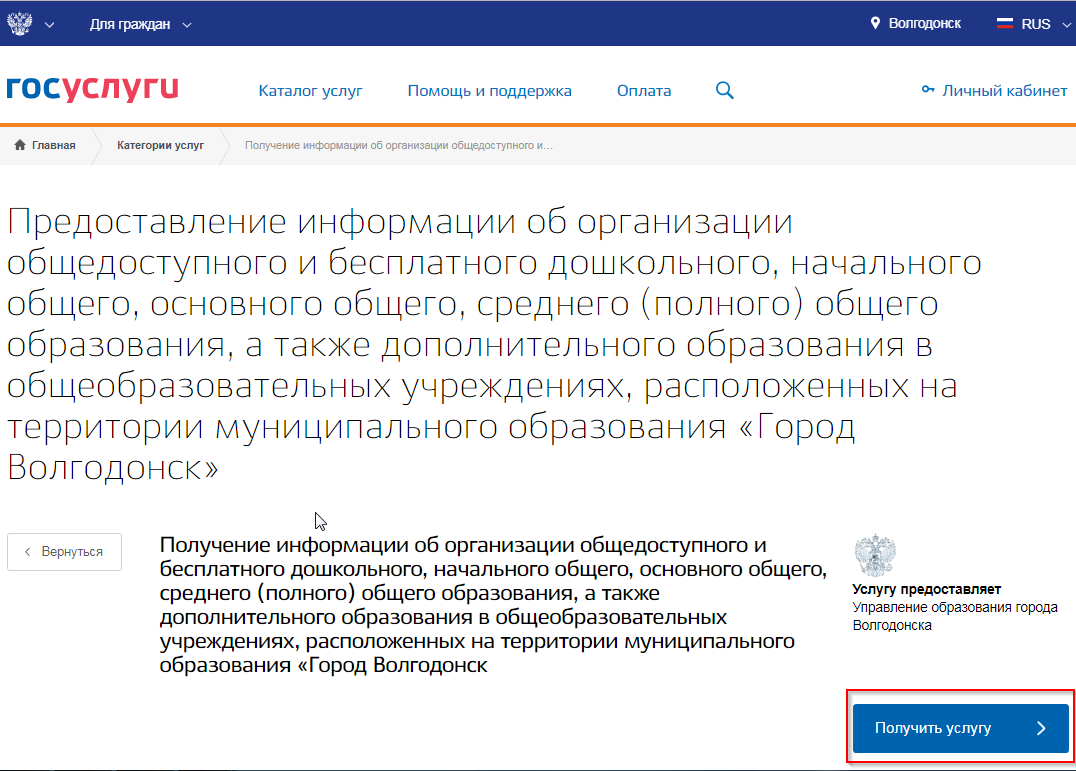 Для граждан
Волгодонск
RUS
госуслуги
Каталог услуг
Помощь и поддержка
Оплата
Личный кабинет
Главная
Категории услуг
Получение информации об организации общедоступного и...
Предоставление информации об организации
общедоступного и бесплатного дошкольного, начального
общего, основного общего, среднего (полного) общего
образования, а также дополнительного образования в
общеобразовательных учреждениях, расположенных на
территории муниципального образования «Город
Волгодонск»
Вернуться
Получение информации об организации общедоступного и
бесплатного дошкольного, начального общего, основного общего,
среднего (полного) общего образования, а также
дополнительного образования в общеобразовательных
учреждениях, расположенных на территории муниципального
образования «Город Волгодонск
Услугу предоставляет
Управление образования города
Волгодонска
Получить услугу